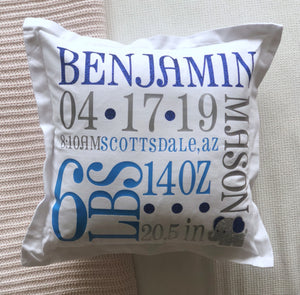 BENJAMIN
04•17•19
8:10AM SCOTTSDALE, AZ
MASON
6 LBS
14OZ
20.5 in